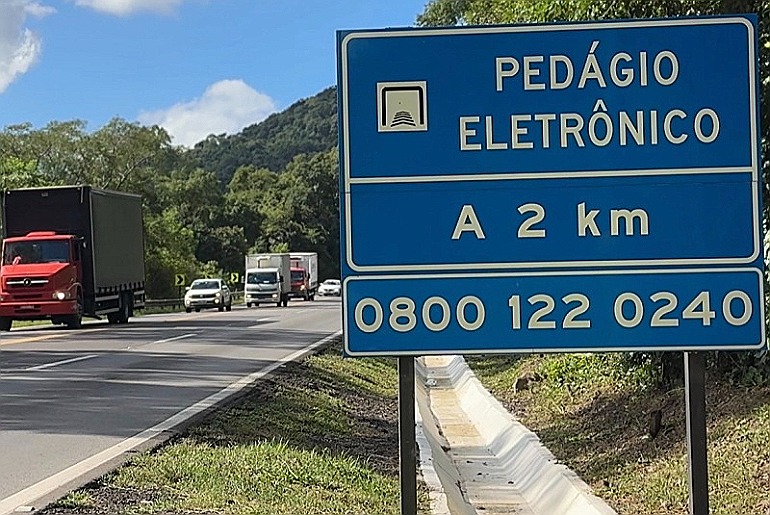 PEDÁGIO
ELETRÔNICO
A 2 km
0800 122 0240